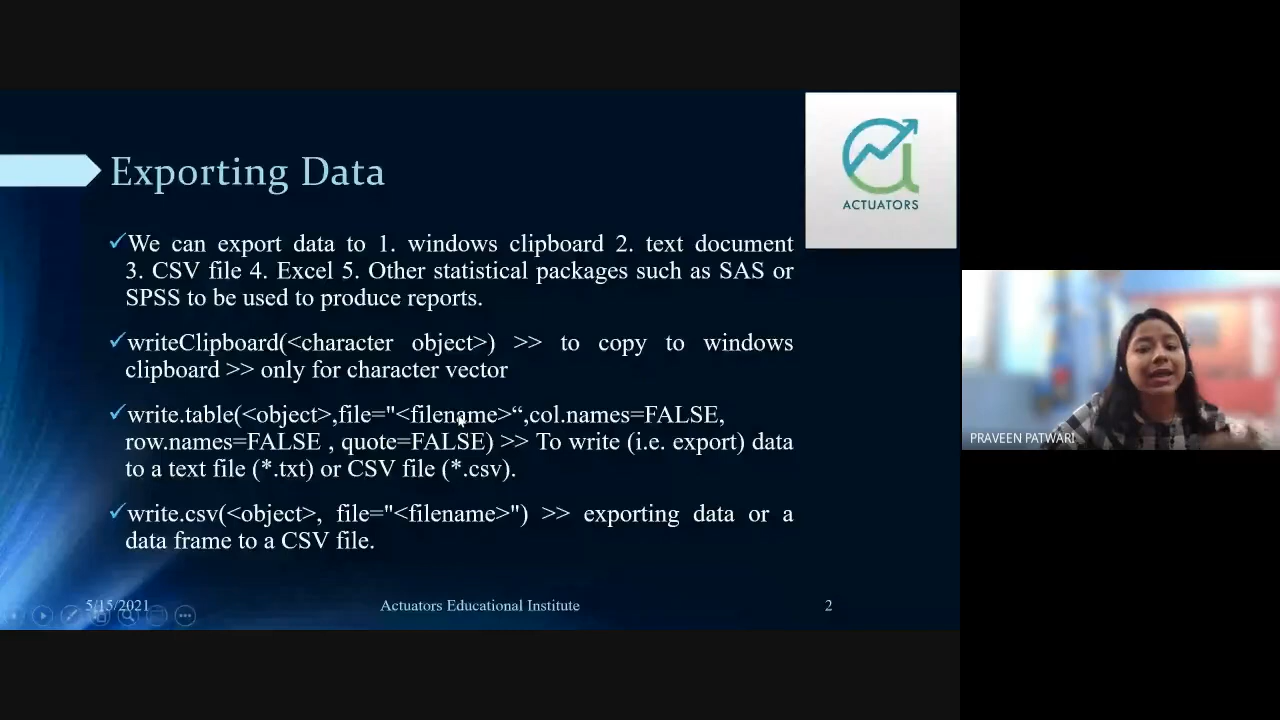 Exporting Data
ACTUATORS
✓We can export data to 1. windows clipboard 2. text document
3. CSV file 4. Excel 5. Other statistical packages such as SAS or
SPSS to be used to produce reports.
✓writeClipboard(<character object>) >> to copy to windows
clipboard >> only for character vector
✓write.table(<object>,file="<filename>“,col.names=FALSE,
row.names=FALSE , quote=FALSE) >> To write (i.e. export) data
to a text file (*.txt) or CSV file (*.csv).
✓write.csv(<object>, file="<filename>") >> exporting data or a
data frame to a CSV file.
PRAVEEN PATWARI
5/15/2021
Actuators Educational Institute
2